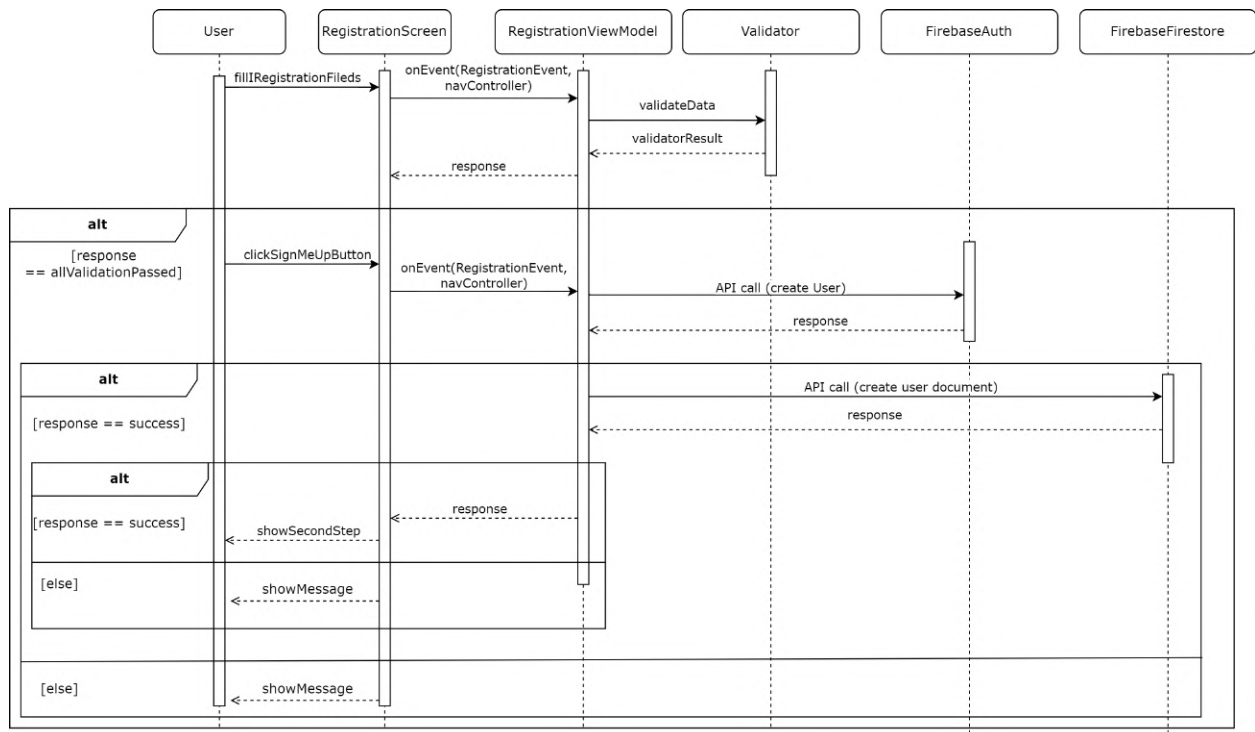 User
RegistrationScreen
RegistrationViewModel
Validator
FirebaseAuth
FirebaseFirestore
fillIRegistrationFileds
onEvent(RegistrationEvent,
navController)
validateData
validatorResult
response
alt
[response
== allValidationPassed]
clickSignMeUpButton
onEvent(RegistrationEvent,
navController)
API call (create User)
response
alt
[response == success]
API call (create user document)
response
alt
[response == success]
response
showSecondStep
[else]
showMessage
[else]
showMessage